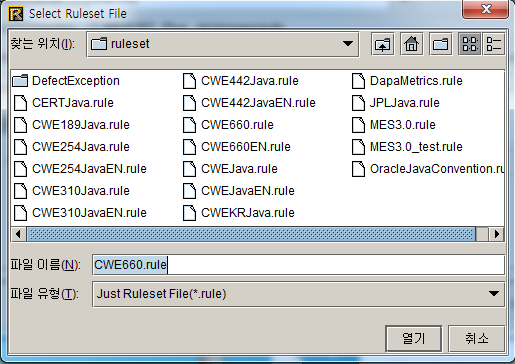 Select Ruleset File
찾는 위치(I): ruleset
DefectException CWE442Java.rule DapaMetrics.rule
CERTJava.rule CWE442JavaEN.rule JPLJava.rule
CWE189Java.rule CWE660.rule MES3.0.rule
CWE254Java.rule CWE660EN.rule MES3.0_test.rule
CWE254JavaEN.rule CWEJava.rule OracleJavaConvention.ru
CWE310Java.rule CWEJavaEN.rule
CWE310JavaEN.rule CWEKRJava.rule
파일 이름(N): CWE660.rule
파일 유형(T): Just Ruleset File(*.rule)
열기 취소